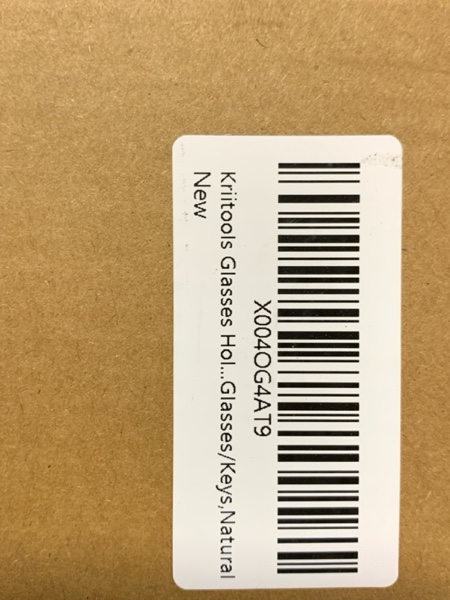 X004OG4AT9
Kriitools Glasses Hol...Glasses/Keys,Natural
New